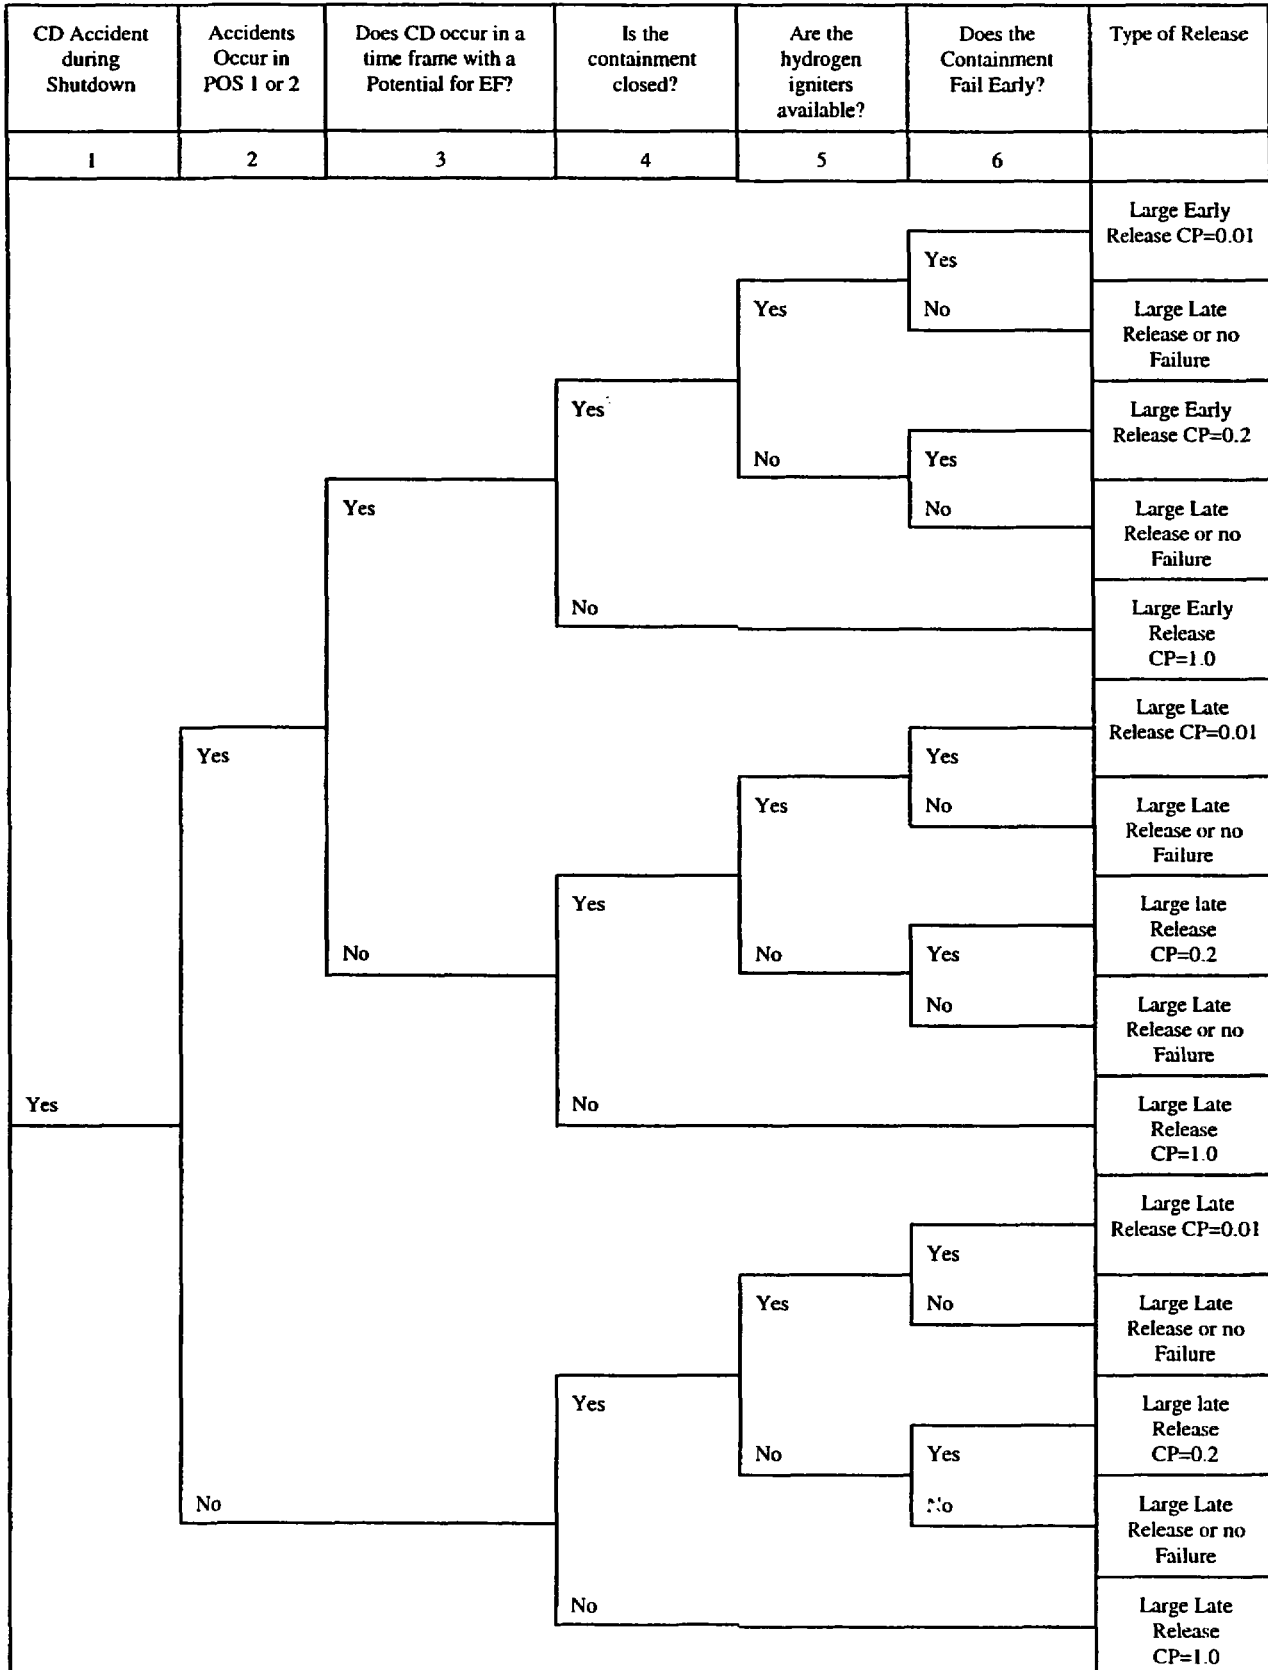 CD Accident
during
Shutdown
Accidents
Occur in
POS 1 or 2
Does CD occur in a
time frame with a
Potential for EF?
Is the
containment
closed?
Are the
hydrogen
igniters
available?
Does the
Containment
Fail Early?
Type of Release
1
2
3
4
5
6
Large Early
Release CP=0.01
Yes
Yes
No
Large Late
Release or no
Failure
Yes
Large Early
Release CP=0.2
No
Yes
Yes
No
Large Late
Release or no
Failure
No
Large Early
Release
CP=1.0
Large Late
Release CP=0.01
Yes
Yes
Yes
No
Large Late
Release or no
Failure
Yes
Large late
Release
CP=0.2
No
No
Yes
No
Large Late
Release or no
Failure
Yes
No
Large Late
Release
CP=1.0
Large Late
Release CP=0.01
Yes
Yes
No
Large Late
Release or no
Failure
Yes
Large late
Release
CP=0.2
No
Yes
No
No
Large Late
Release or no
Failure
No
Large Late
Release
CP=1.0